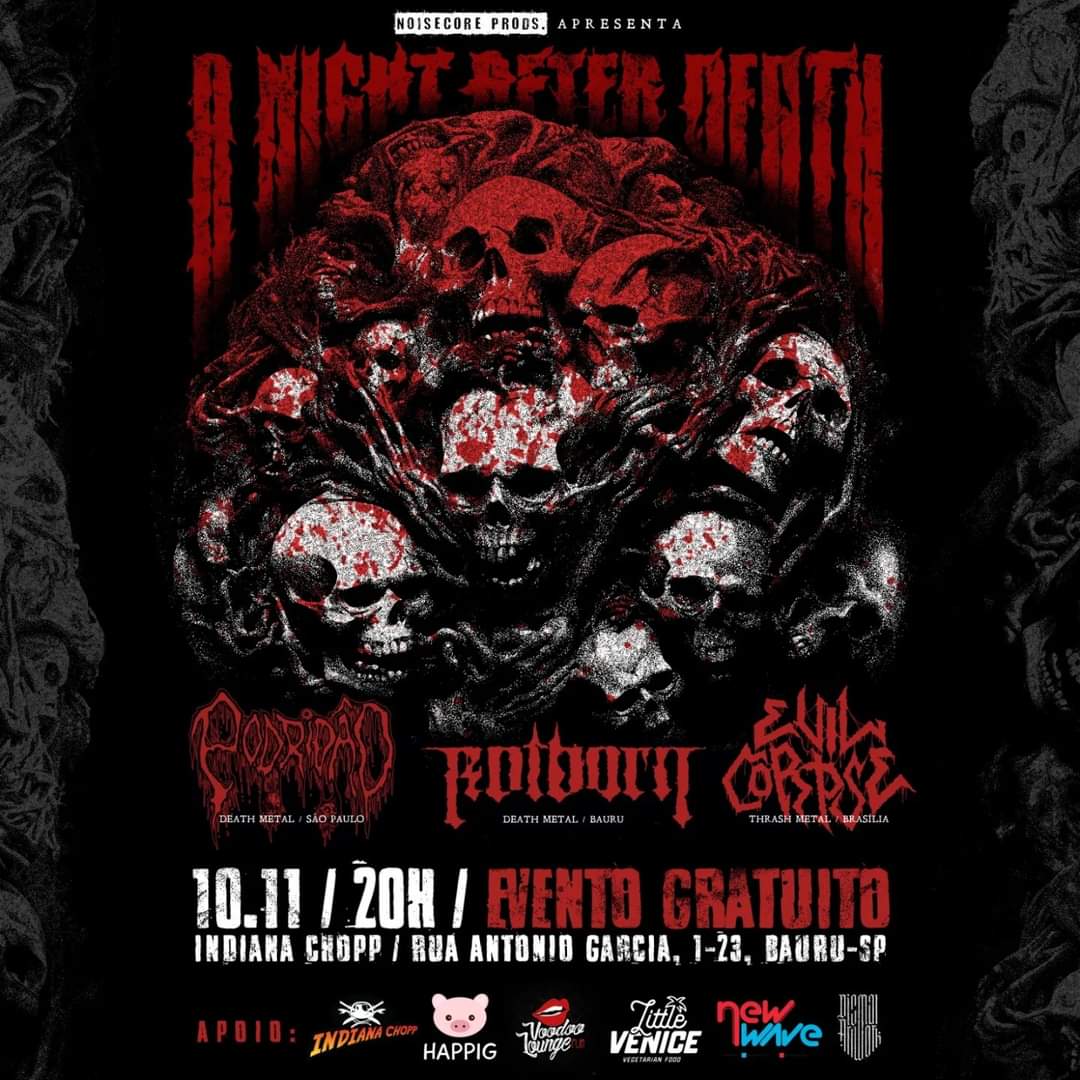 NOISECORE PRODS. APRESENTA
A NIGHT AFTER DEATH
PODRIDÃO
Rotborn
EVIL CORPSE
DEATH METAL / SÃO PAULO
DEATH METAL / BAURU
THRASH METAL / BRASÍLIA
10.11 / 20H / EVENTO GRATUITO
INDIANA CHOPP / RUA ANTONIO GARCIA, 1-23, BAURU-SP
APOIO:
INDIANA CHOPP
HAPPIG
Voodoo Lounge
Little VENICE
VEGETARIAN FOOD
new wave